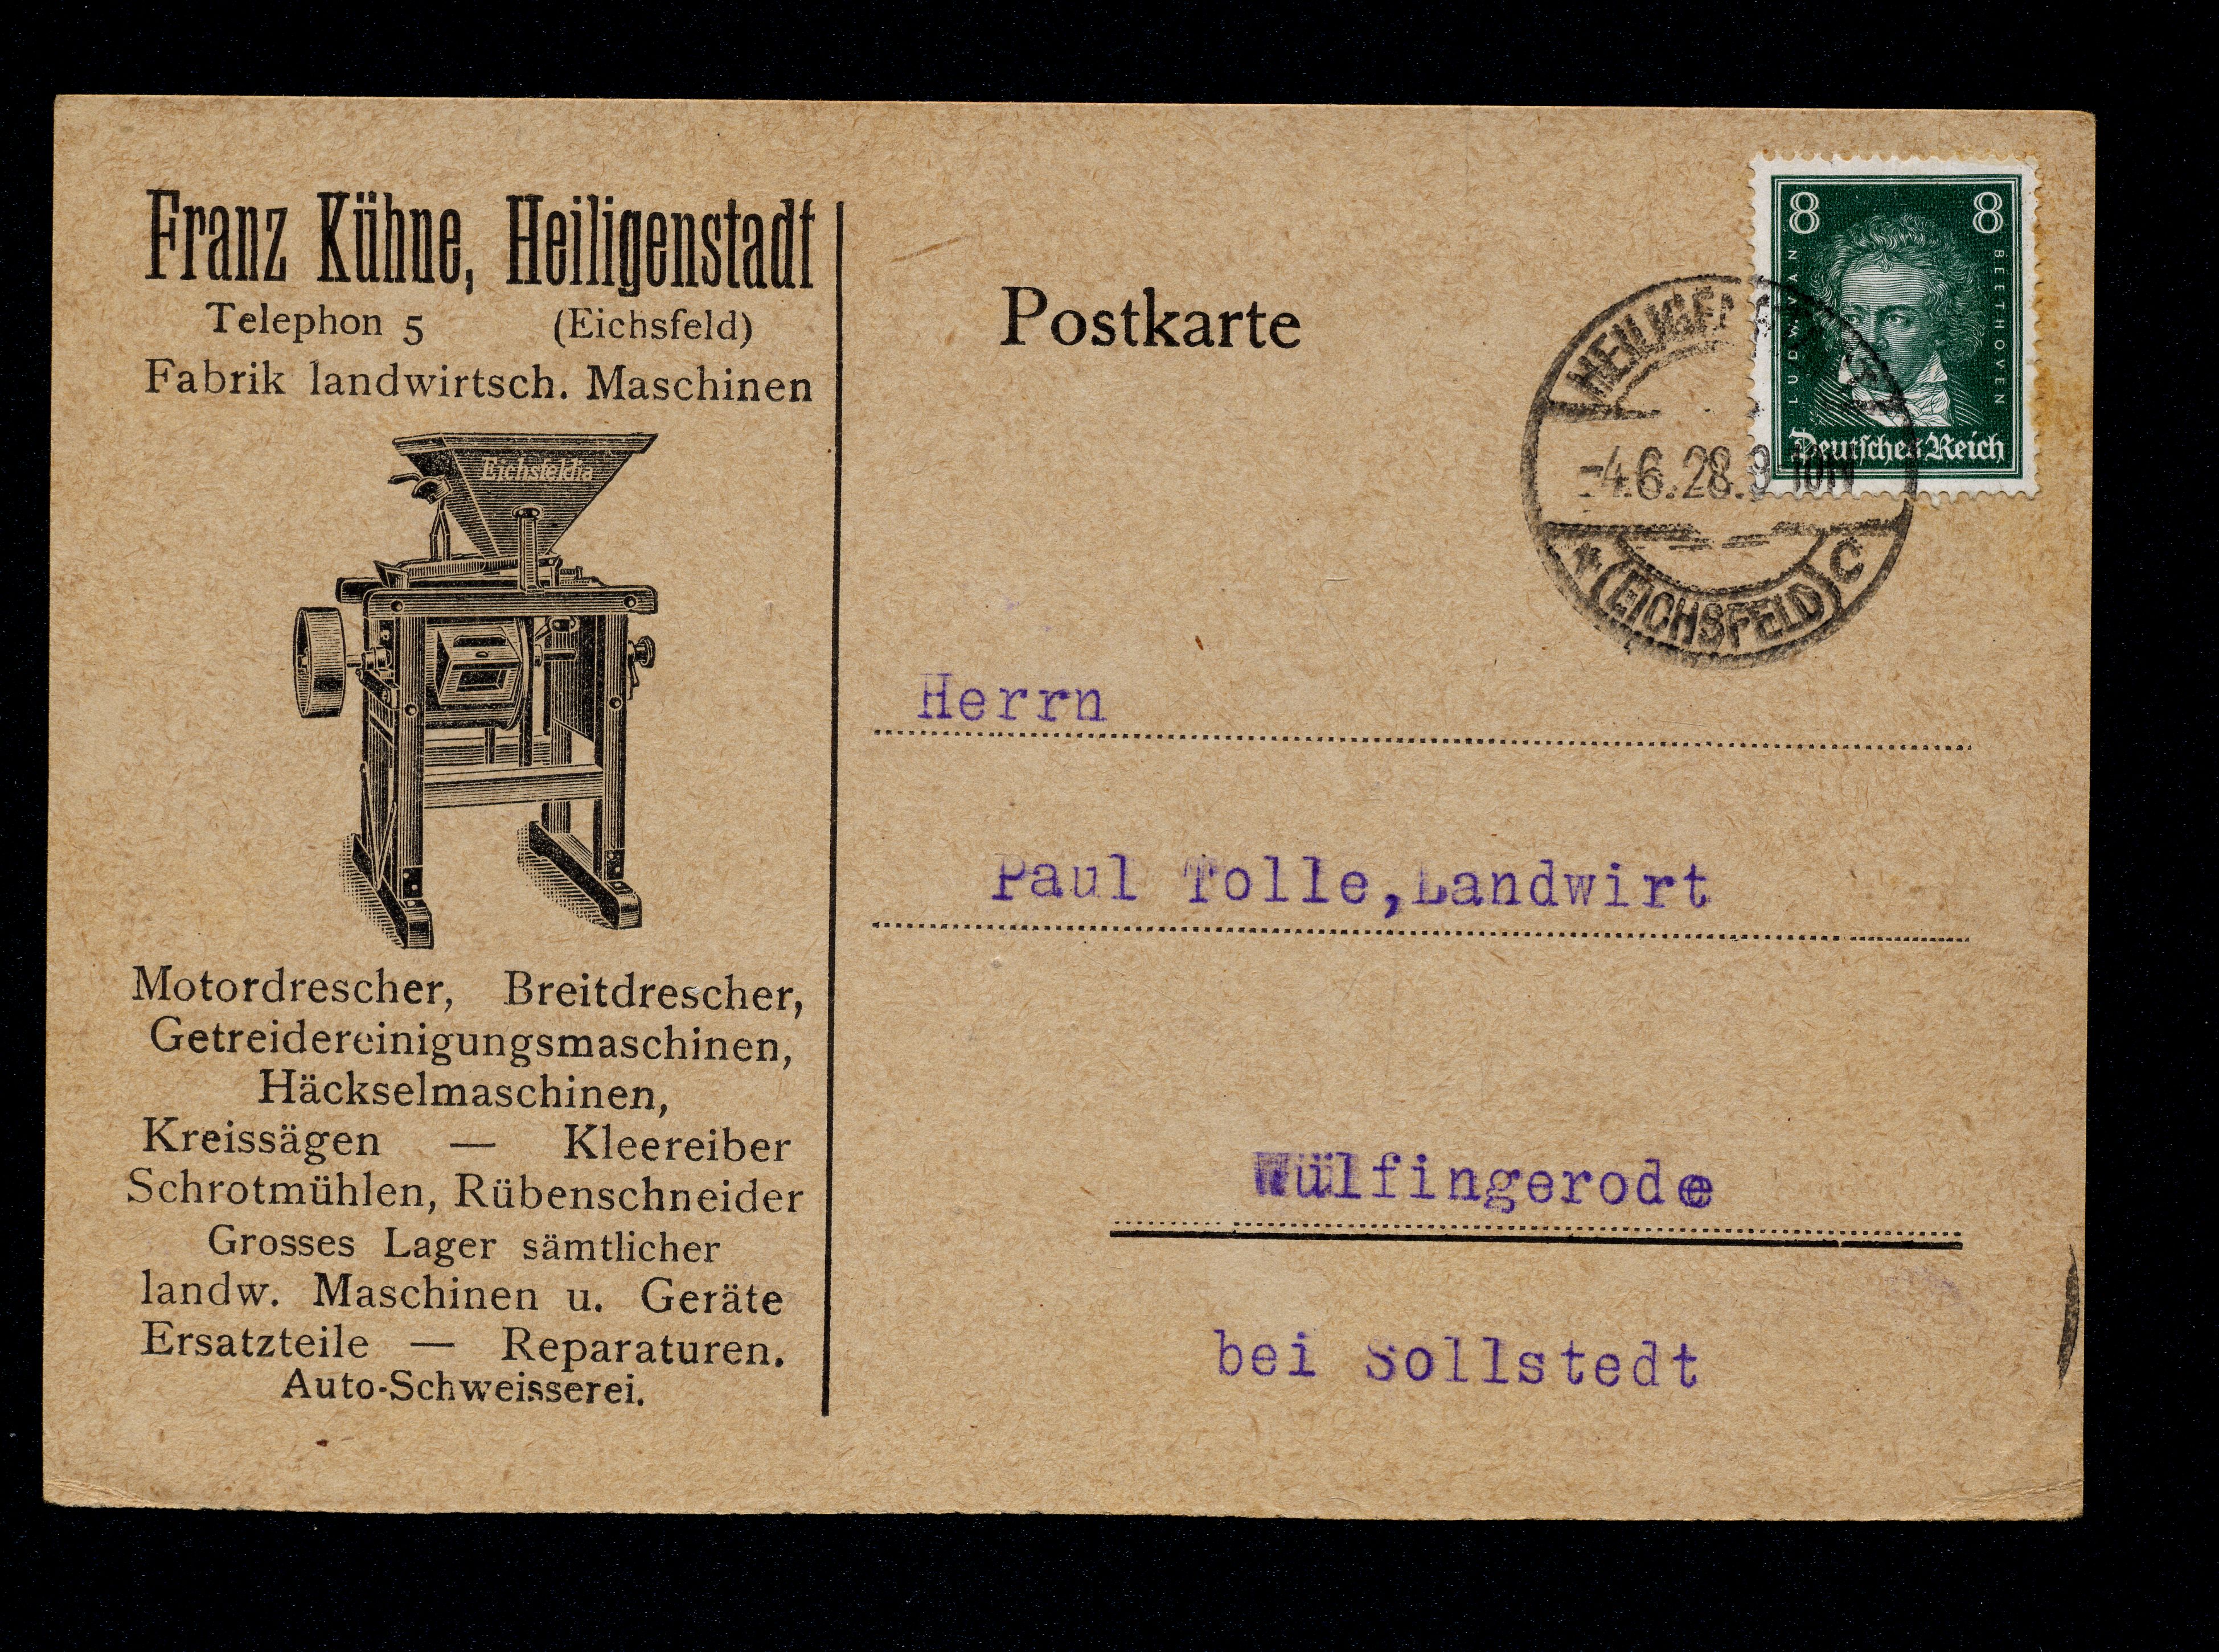 Franz Kühne, Heiligenstadt
Telephon 5 (Eichsfeld)
Fabrik landwirtsch. Maschinen
Eichsfeldia
Motordrescher, Breitdrescher,
Getreidereinigungsmaschinen,
Häckselmaschinen,
Kreissägen — Kleereiber
Schrotmühlen, Rübenschneider
Grosses Lager sämtlicher
landw. Maschinen u. Geräte
Ersatzteile — Reparaturen.
Auto-Schweisserei.
Postkarte
8 8
LUDWIG VAN
BEETHOVEN
Deutsches Reich
-4.6.28.9
* (EICHSFELD) C
Herrn
Paul Tolle,Landwirt
Wülfingerode
bei Sollstedt